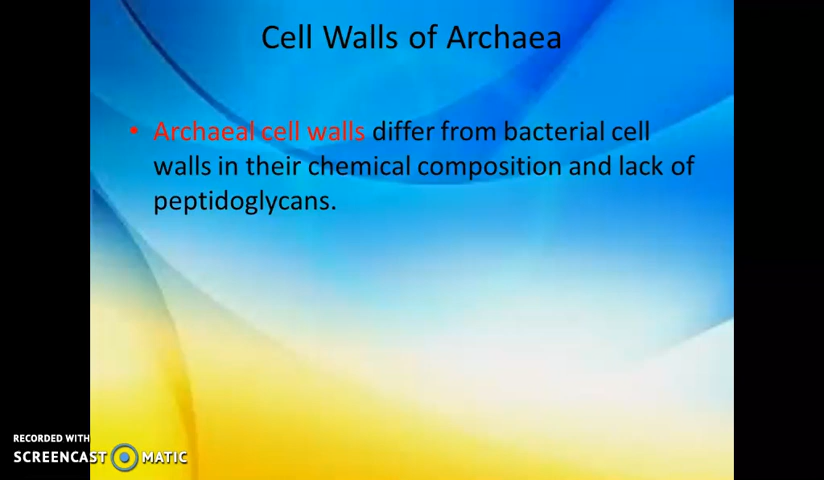 Cell Walls of Archaea
• Archaeal cell walls differ from bacterial cell
walls in their chemical composition and lack of
peptidoglycans.
RECORDED WITH
SCREENCAST MATIC